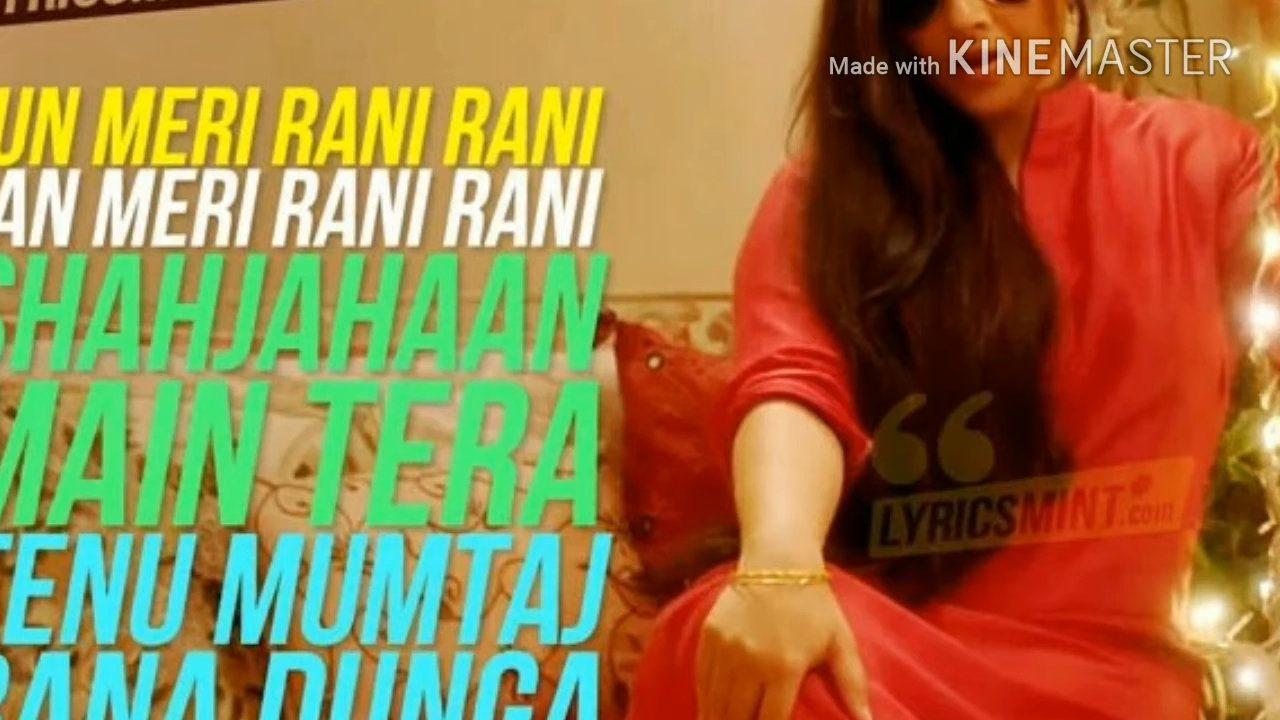 Made with KINEMASTER
UN MERI RANI RANI
AN MERI RANI RANI
SHAHJAHAAN
MAIN TERA
TENU MUMTAJ
BANA DUNGA
LYRICSMINT.com